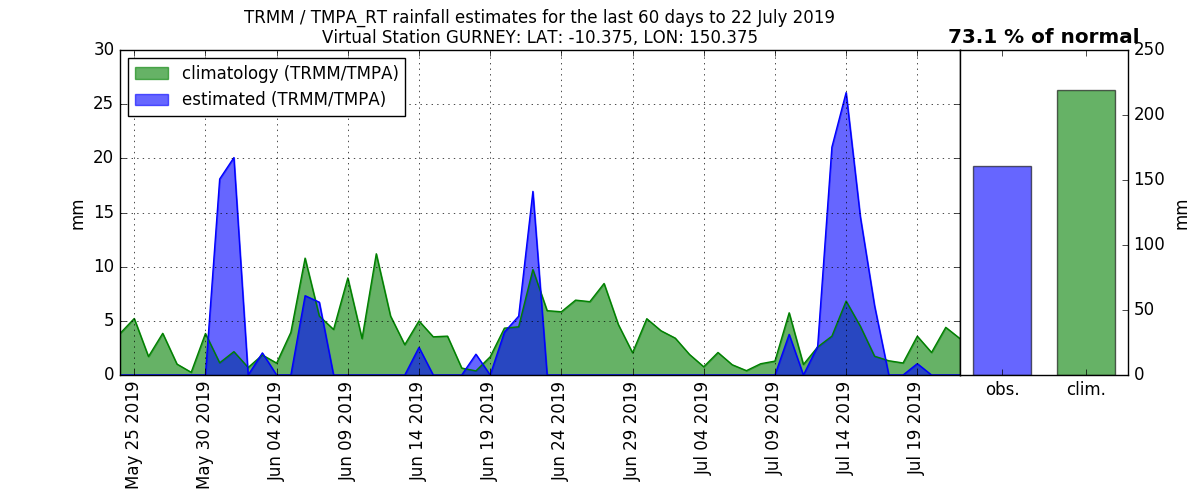 TRMM / TMPA_RT rainfall estimates for the last 60 days to 22 July 2019
Virtual Station GURNEY: LAT: -10.375, LON: 150.375
73.1 % of normal
climatology (TRMM/TMPA)
estimated (TRMM/TMPA)
mm
30
25
20
15
10
5
0
May 25 2019
May 30 2019
Jun 04 2019
Jun 09 2019
Jun 14 2019
Jun 19 2019
Jun 24 2019
Jun 29 2019
Jul 04 2019
Jul 09 2019
Jul 14 2019
Jul 19 2019
obs.
clim.
250
200
150
100
50
0
mm